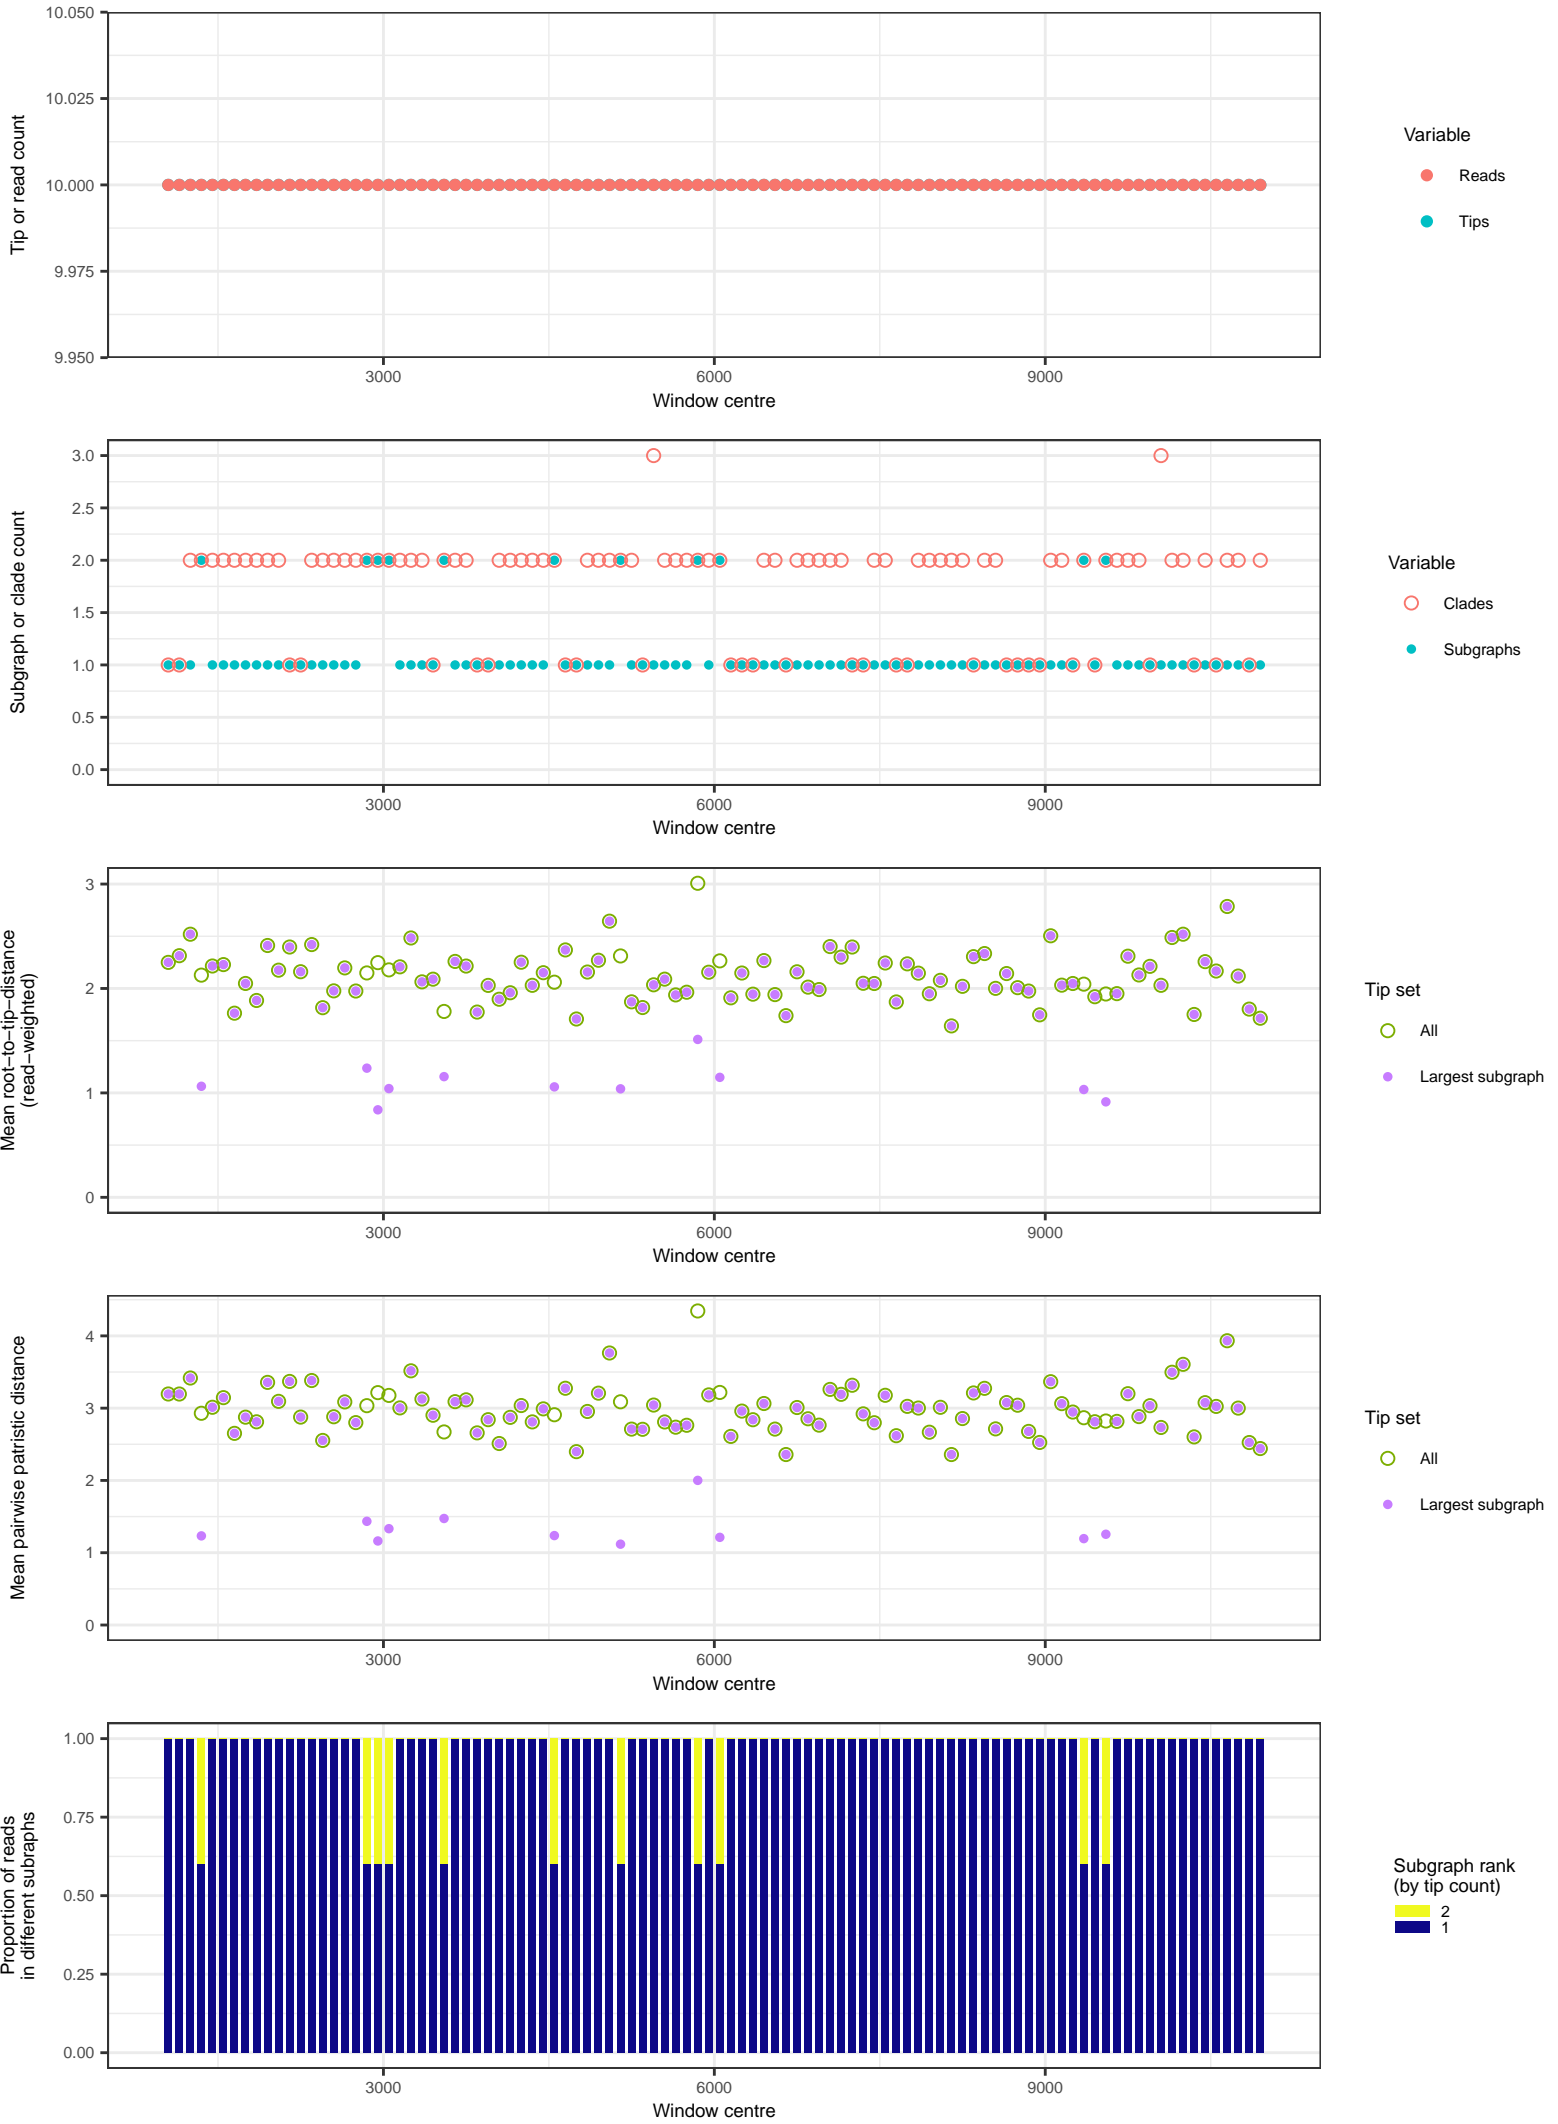 10.050
10.025
10.000
9.975
9.950
Tip or read count
3000
6000
9000
Window centre
Variable
Reads
Tips
3.0
2.5
2.0
1.5
1.0
0.5
0.0
Subgraph or clade count
3000
6000
9000
Window centre
Variable
Clades
Subgraphs
3
2
1
0
Mean root−to−tip−distance
(read−weighted)
3000
6000
9000
Window centre
Tip set
All
Largest subgraph
4
3
2
1
0
Mean pairwise patristic distance
3000
6000
9000
Window centre
Tip set
All
Largest subgraph
1.00
0.75
0.50
0.25
0.00
Proportion of reads
in different subraphs
3000
6000
9000
Window centre
Subgraph rank
(by tip count)
2
1